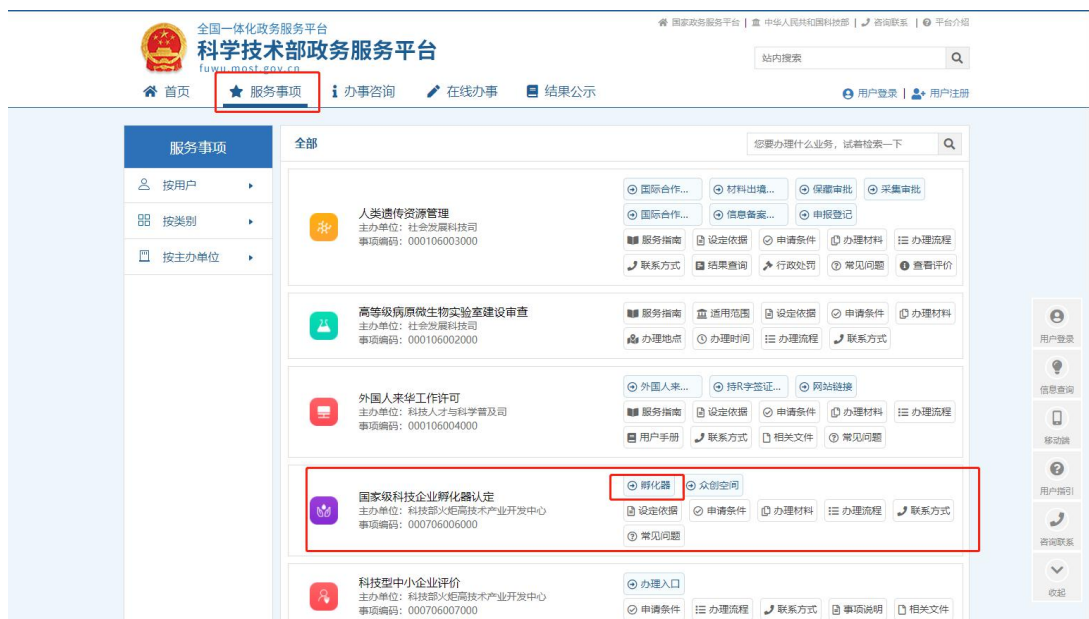 国家政务服务平台 | 中华人民共和国科技部 | 咨询联系 | 平台介绍
全国一体化政务服务平台
科学技术部政务服务平台
fuwu.most.gov.cn
站内搜索
首页 服务事项 办事咨询 在线办事 结果公示
用户登录 | 用户注册
服务事项
按用户
按类别
按主办单位
全部
您要办理什么业务，试着检索一下
人类遗传资源管理
主办单位：社会发展科技司
事项编码：000106003000
国际合作... 材料出境... 保藏审批 采集审批
国际合作... 信息备案... 申报登记
服务指南 设定依据 申请条件 办理材料 办理流程
联系方式 结果查询 行政处罚 常见问题 查看评价
高等级病原微生物实验室建设审查
主办单位：社会发展科技司
事项编码：000106002000
服务指南 适用范围 设定依据 申请条件 办理材料
办理地点 办理时间 办理流程 联系方式
外国人来华工作许可
主办单位：科技人才与科学普及司
事项编码：000106004000
外国人来... 持R字签证... 网站链接
服务指南 设定依据 申请条件 办理材料 办理流程
用户手册 联系方式 相关文件 常见问题
国家级科技企业孵化器认定
主办单位：科技部火炬高技术产业开发中心
事项编码：000706006000
孵化器 众创空间
设定依据 申请条件 办理材料 办理流程 联系方式
常见问题
科技型中小企业评价
主办单位：科技部火炬高技术产业开发中心
事项编码：000706007000
办理入口
申请条件 办理流程 联系方式 事项说明 相关文件
用户登录
信息查询
移动端
用户指引
咨询联系
收起